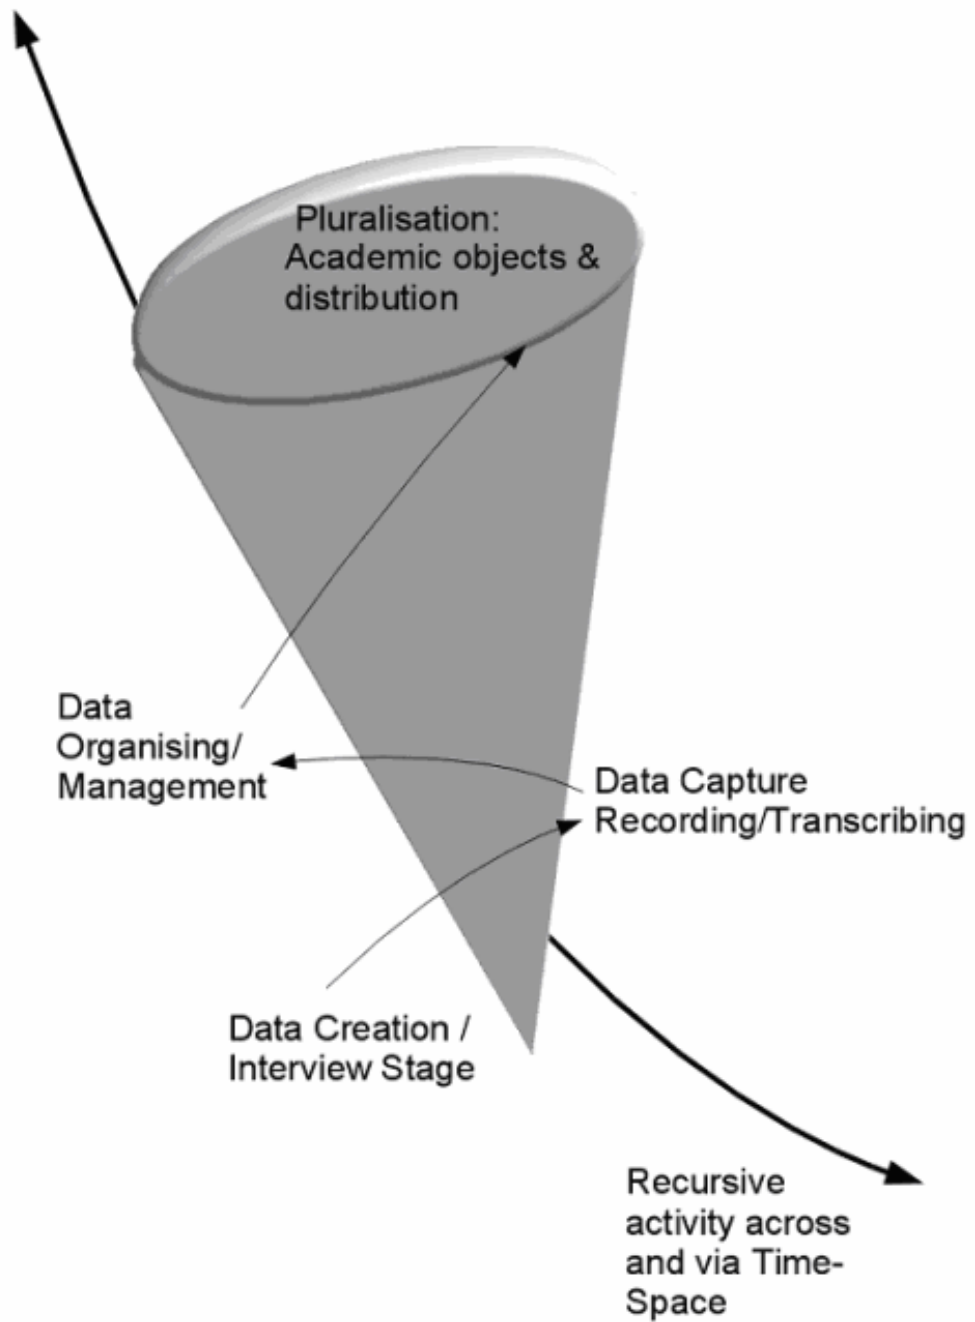 Pluralisation:
Academic objects &
distribution
Data
Organising/
Management
Data Capture
Recording/Transcribing
Data Creation /
Interview Stage
Recursive
activity across
and via Time-
Space